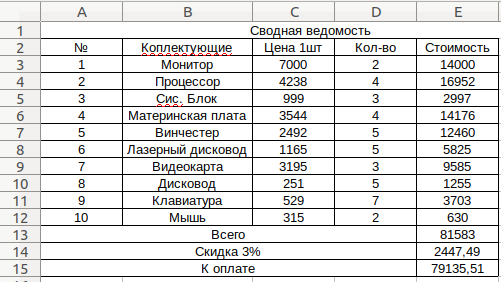 A B C D E
1 Сводная ведомость
2 № Коплектующие Цена 1шт Кол-во Стоимость
3 1 Монитор 7000 2 14000
4 2 Процессор 4238 4 16952
5 3 Сис. Блок 999 3 2997
6 4 Материнская плата 3544 4 14176
7 5 Винчестер 2492 5 12460
8 6 Лазерный дисковод 1165 5 5825
9 7 Видеокарта 3195 3 9585
10 8 Дисковод 251 5 1255
11 9 Клавиатура 529 7 3703
12 10 Мышь 315 2 630
13 Всего 81583
14 Скидка 3% 2447,49
15 К оплате 79135,51